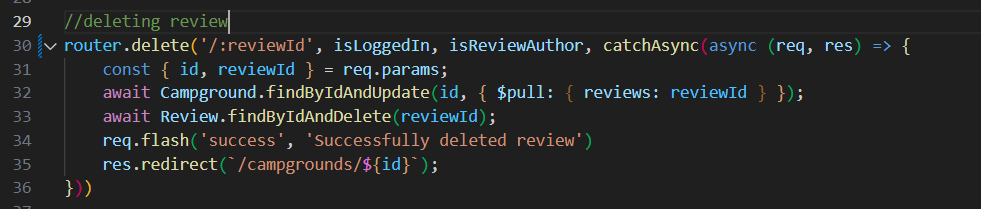 29 //deleting review
30 router.delete('/:reviewId', isLoggedIn, isReviewAuthor, catchAsync(async (req, res) => {
31     const { id, reviewId } = req.params;
32     await Campground.findByIdAndUpdate(id, { $pull: { reviews: reviewId } });
33     await Review.findByIdAndDelete(reviewId);
34     req.flash('success', 'Successfully deleted review')
35     res.redirect(`/campgrounds/${id}`);
36 }))